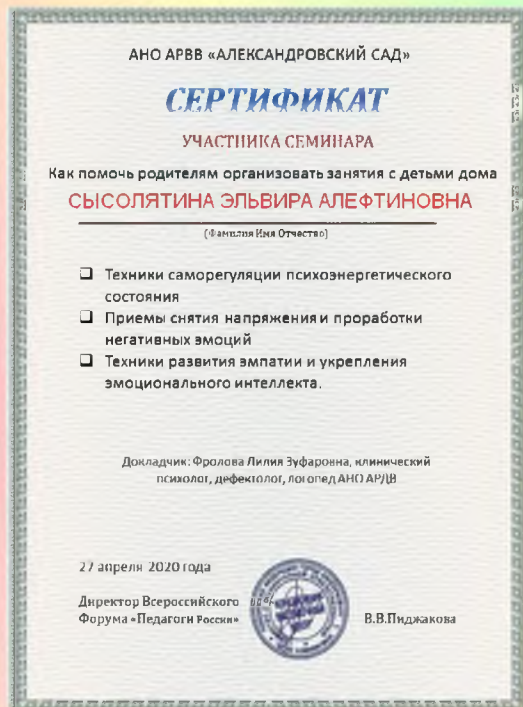 АНО АРВВ «АЛЕКСАНДРОВСКИЙ САД»
СЕРТИФИКАТ
УЧАСТНИКА СЕМИНАРА
Как помочь родителям организовать занятия с детьми дома
СЫСОЛЯТИНА ЭЛЬВИРА АЛЕФТИНОВНА
(Фамилия Имя Отчество)
Техники саморегуляции психоэнергетического
состояния
Приемы снятия напряжения и проработки
негативных эмоций
Техники развития эмпатии и укрепления
эмоционального интеллекта.
Докладчик: Фролова Лилия Зуфаровна, клинический
психолог, дефектолог, логопед АНО АРДВ
27 апреля 2020 года
Директор Всероссийского
Форума «Педагоги России»
В.В.Пиджакова